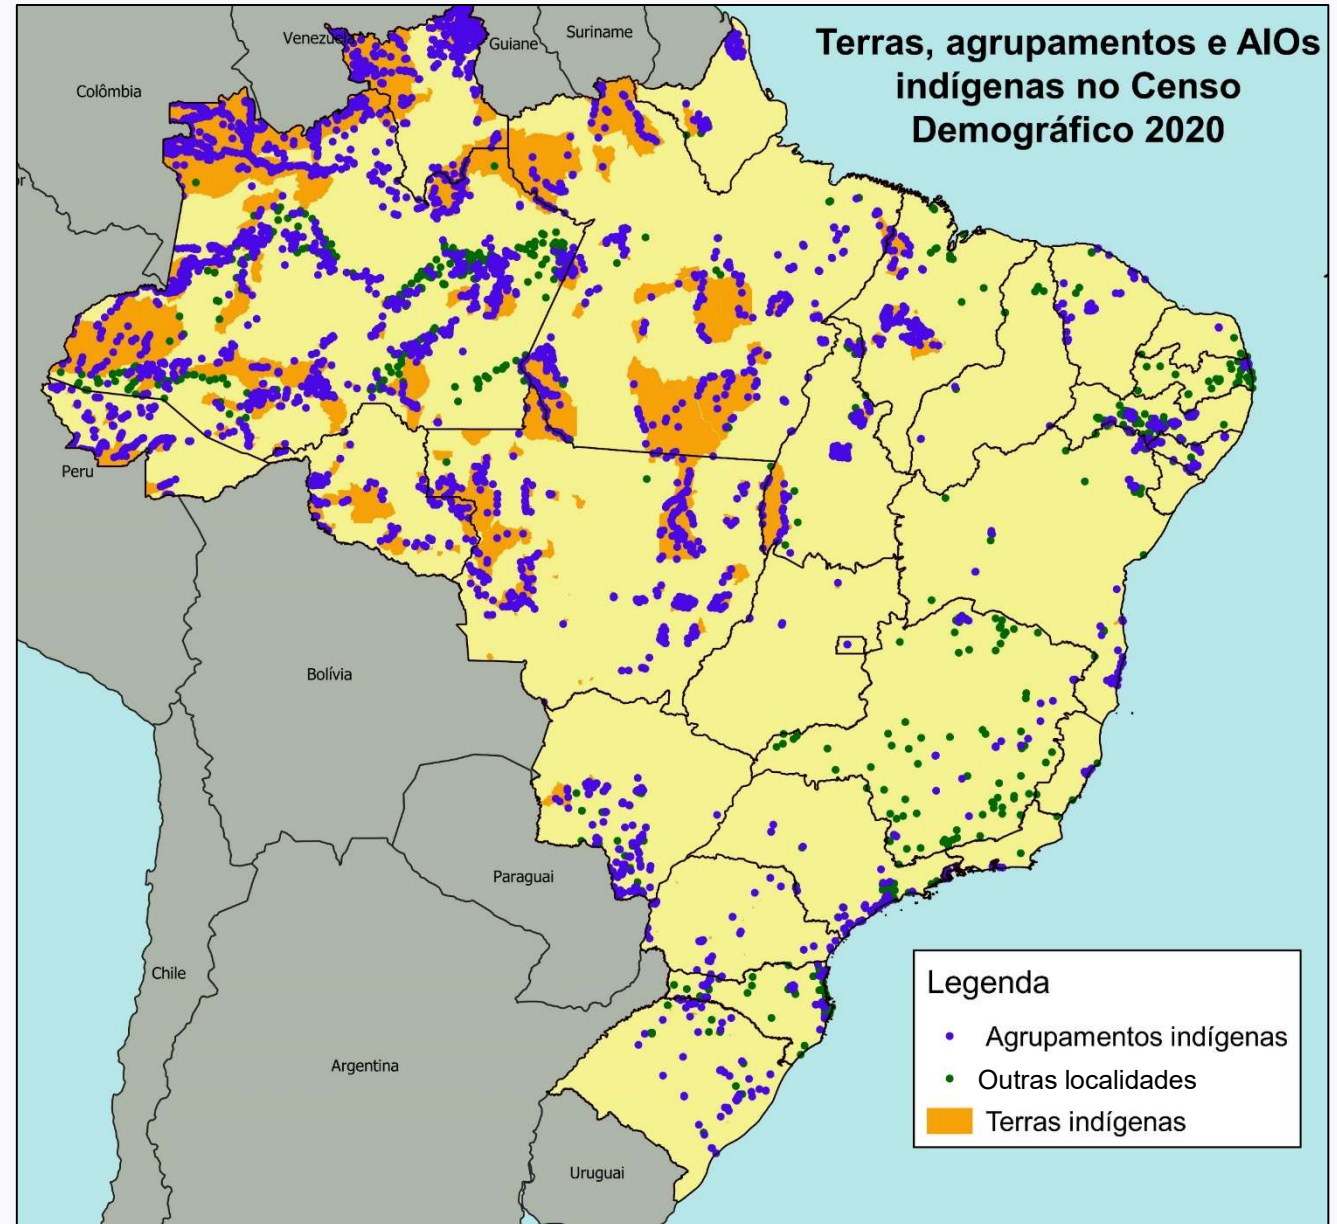 Terras, agrupamentos e AIOs
indígenas no Censo
Demográfico 2020
Venezuela
Guiane
Suriname
Colômbia
or
Peru
Bolívia
Paraguai
Chile
Argentina
Uruguai
Legenda
Agrupamentos indígenas
Outras localidades
Terras indígenas